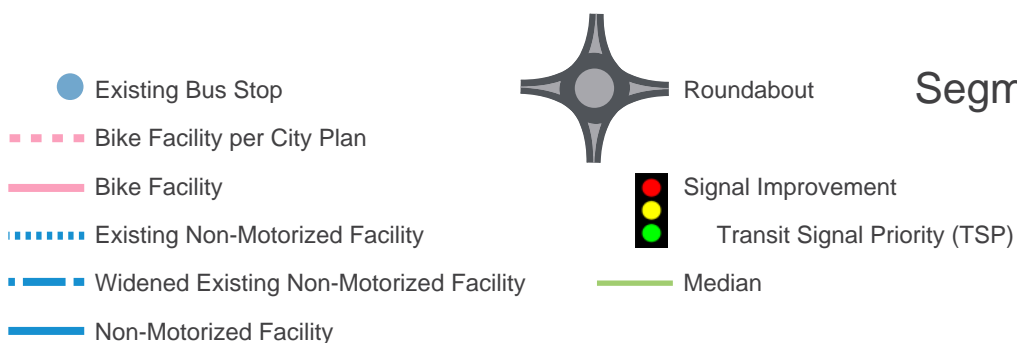 Existing Bus Stop
Bike Facility per City Plan
Bike Facility
Existing Non-Motorized Facility
Widened Existing Non-Motorized Facility
Non-Motorized Facility
Roundabout
Signal Improvement
Transit Signal Priority (TSP)
Median